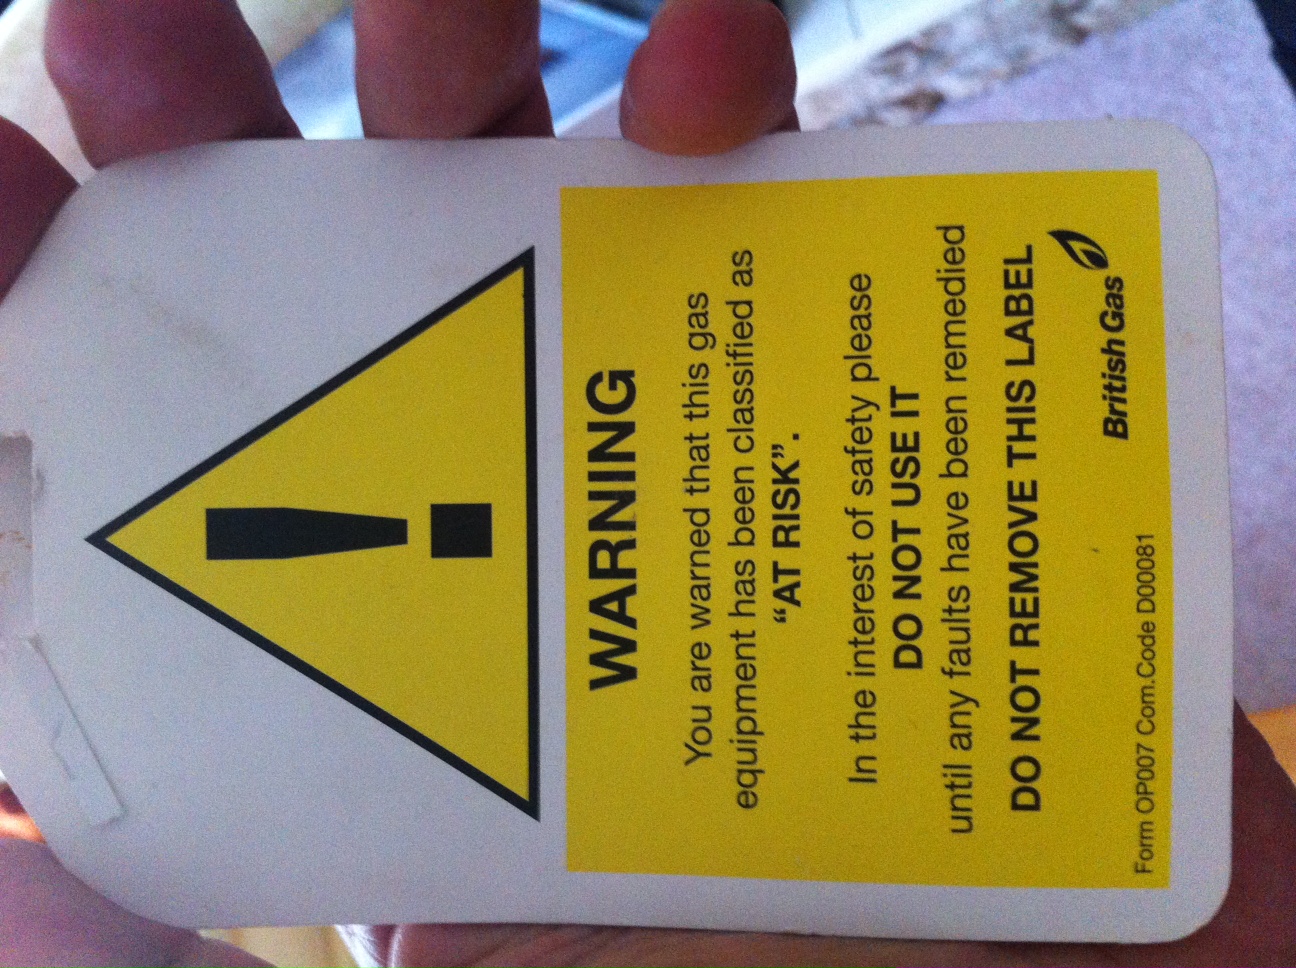 WARNING
You are warned that this gas
equipment has been classified as
“AT RISK”.
In the interest of safety please
DO NOT USE IT
until any faults have been remedied
DO NOT REMOVE THIS LABEL
British Gas
Form OP007 Com.Code D00081